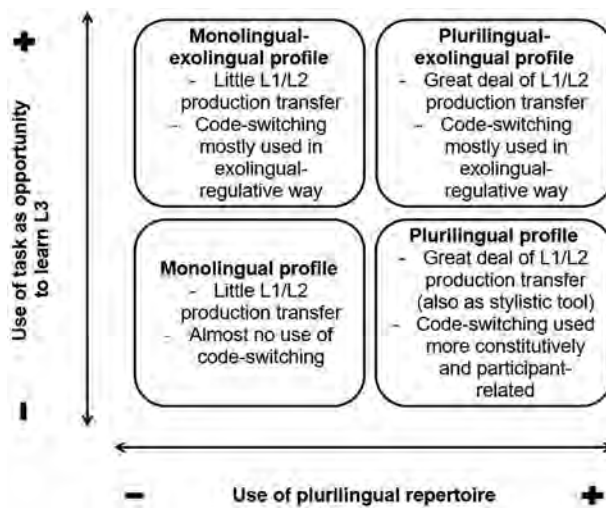 +
Use of task as opportunity
to learn L3
−
Monolingual-
exolingual profile
- Little L1/L2
production transfer
- Code-switching
mostly used in
exolingual-
regulative way
Plurilingual-
exolingual profile
- Great deal of L1/L2
production transfer
- Code-switching
mostly used in
exolingual-
regulative way
Monolingual profile
- Little L1/L2
production transfer
- Almost no use of
code-switching
Plurilingual profile
- Great deal of L1/L2
production transfer
(also as stylistic tool)
- Code-switching used
more constitutively
and participant-
related
− Use of plurilingual repertoire +